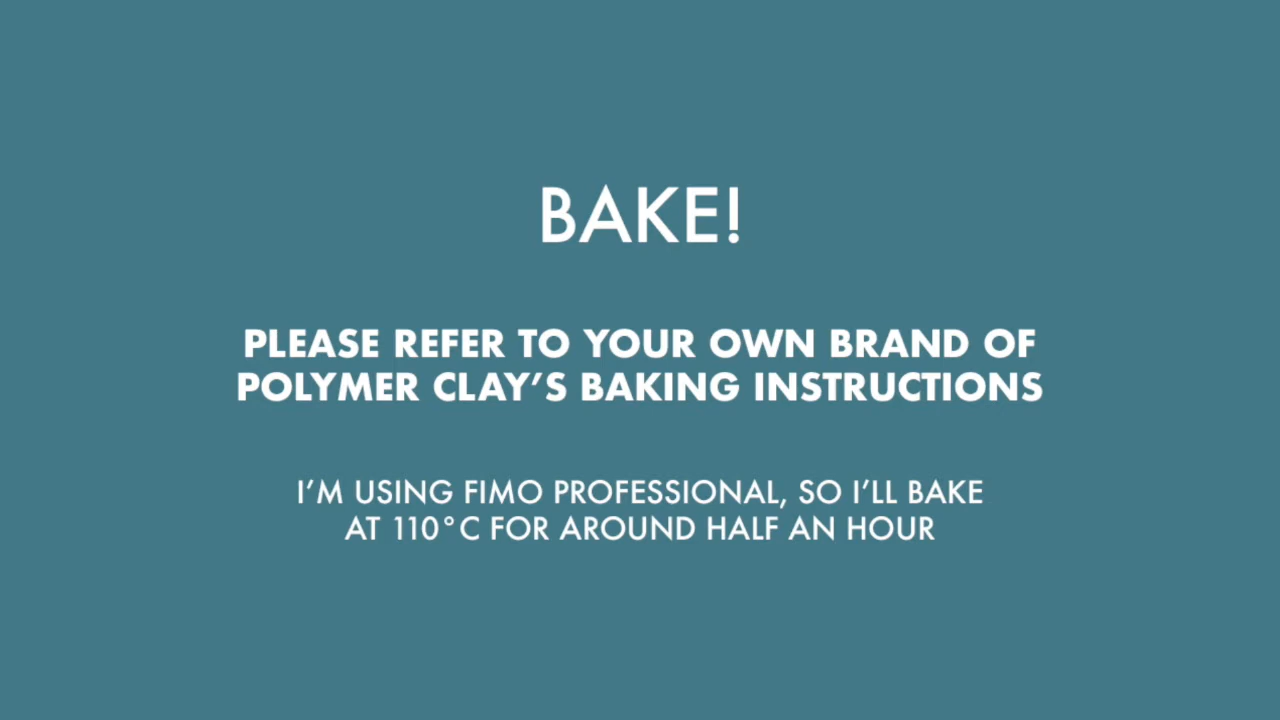 BAKE!
PLEASE REFER TO YOUR OWN BRAND OF
POLYMER CLAY’S BAKING INSTRUCTIONS
I’M USING FIMO PROFESSIONAL, SO I’LL BAKE
AT 110°C FOR AROUND HALF AN HOUR